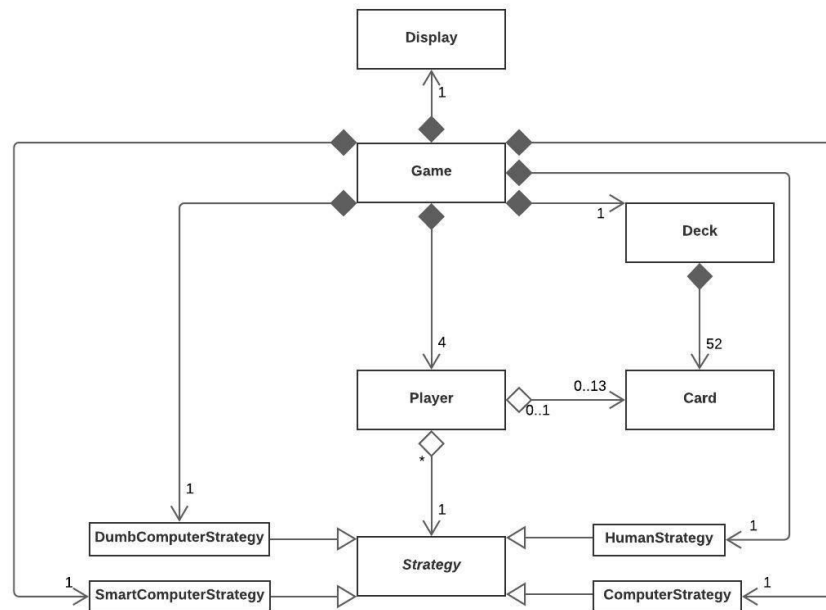 Display
1
Game
1
Deck
4
52
Player
0..1
0..13
Card
*
1
1
DumbComputerStrategy
Strategy
HumanStrategy
1
1
SmartComputerStrategy
ComputerStrategy
1